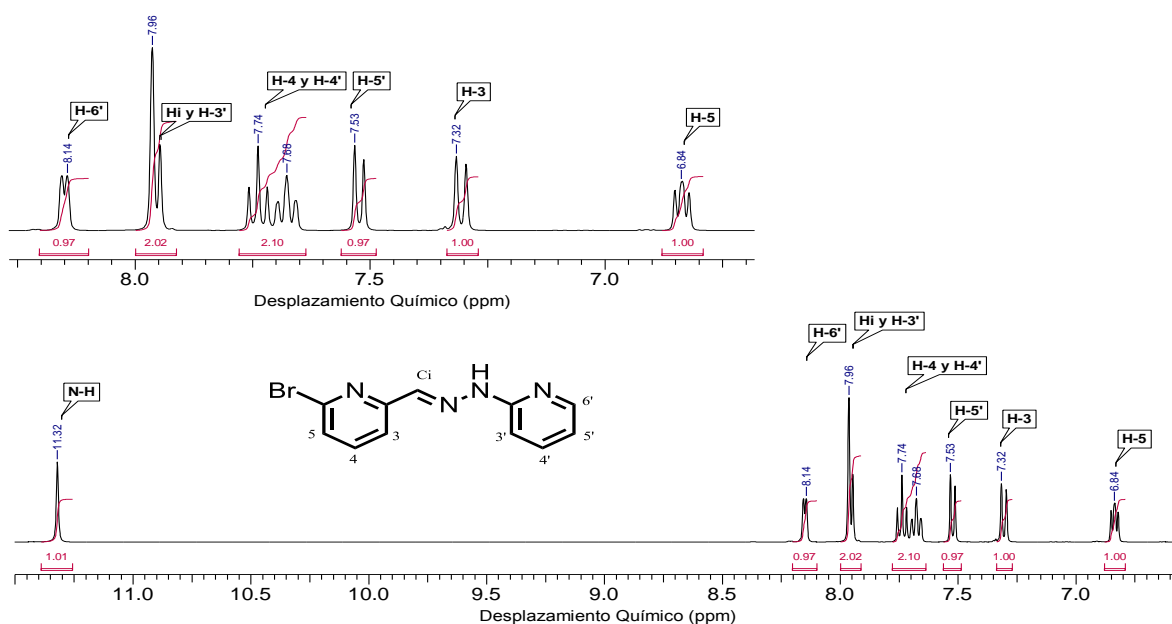 7.96
H-6'
Hi y H-3'
H-4 y H-4'
H-5'
H-3
H-5
8.14
7.74
7.68
7.53
7.32
6.84
0.97
2.02
2.10
0.97
1.00
1.00
8.0
7.5
7.0
Desplazamiento Químico (ppm)
N-H
11.32
H-6'
Hi y H-3'
H-4 y H-4'
H-5'
H-3
H-5
8.14
7.96
7.74
7.68
7.53
7.32
6.84
Br
N
Ci
N
H
N
N
5
4
3
3'
4'
5'
6'
1.01
0.97
2.02
2.10
0.97
1.00
1.00
11.0
10.5
10.0
9.5
9.0
8.5
8.0
7.5
7.0
Desplazamiento Químico (ppm)